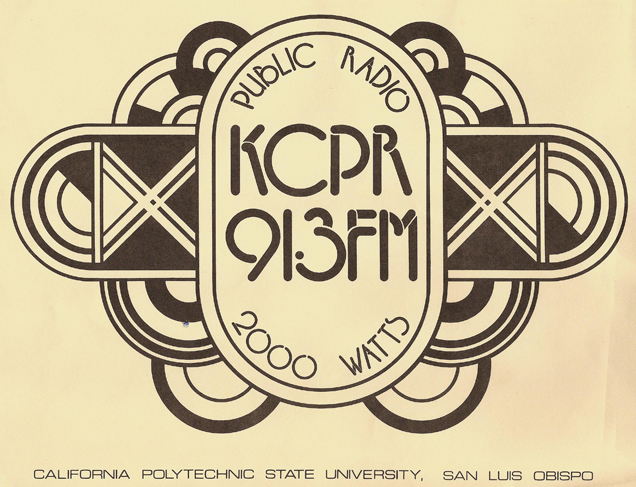 PUBLIC RADIO
KCPR
91.3FM
2000 WATTS
CALIFORNIA POLYTECHNIC STATE UNIVERSITY, SAN LUIS OBISPO